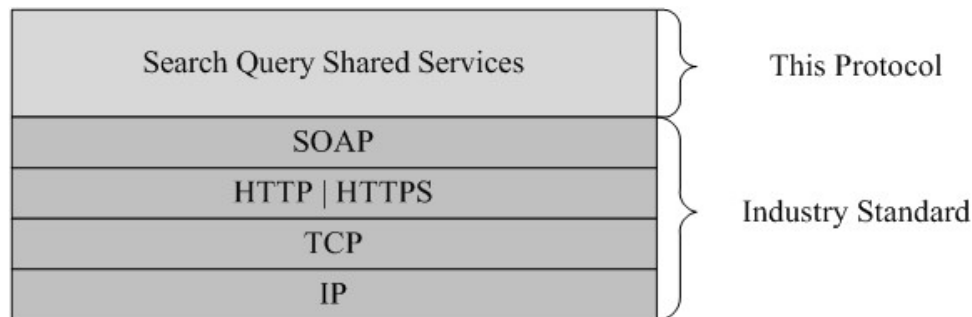 Search Query Shared Services
This Protocol
SOAP
HTTP | HTTPS
TCP
IP
Industry Standard